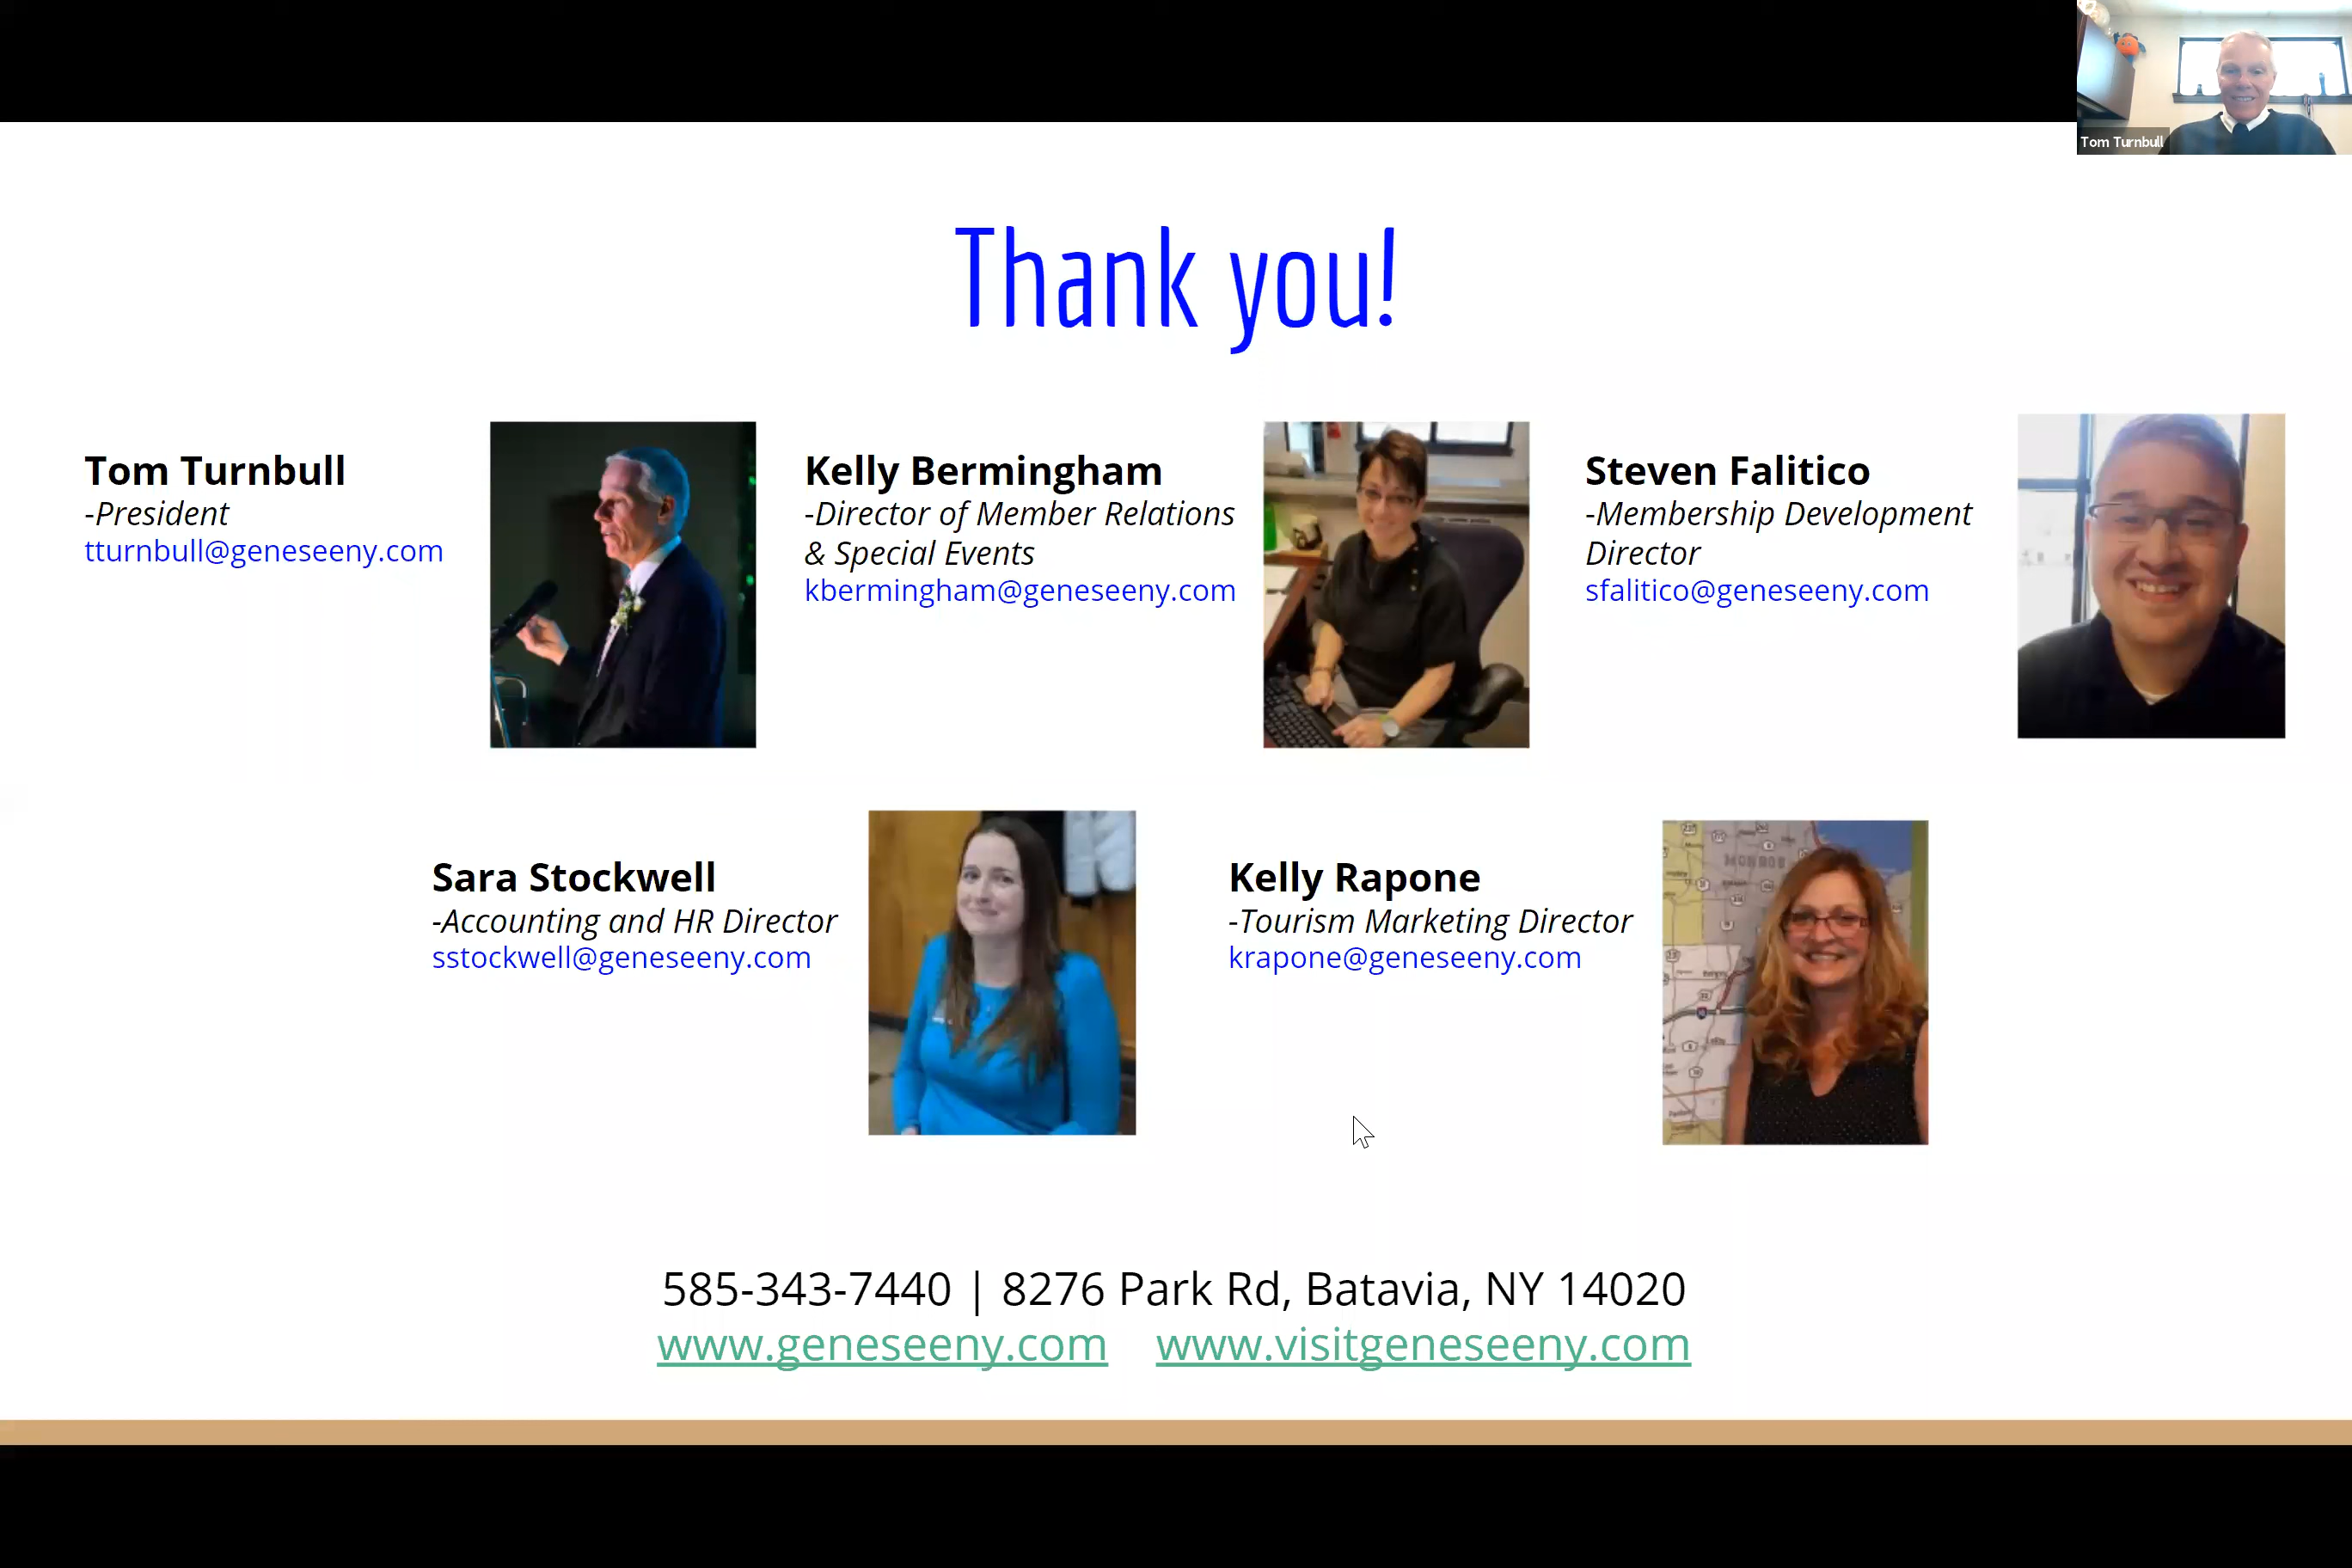 Tom Turnbull
Thank you!
Tom Turnbull
-President
tturnbull@geneseeny.com
Kelly Bermingham
-Director of Member Relations
& Special Events
kbermingham@geneseeny.com
Steven Falitico
-Membership Development
Director
sfalitico@geneseeny.com
Sara Stockwell
-Accounting and HR Director
sstockwell@geneseeny.com
Kelly Rapone
-Tourism Marketing Director
krapone@geneseeny.com
MONROE
585-343-7440 | 8276 Park Rd, Batavia, NY 14020
www.geneseeny.com www.visitgeneseeny.com